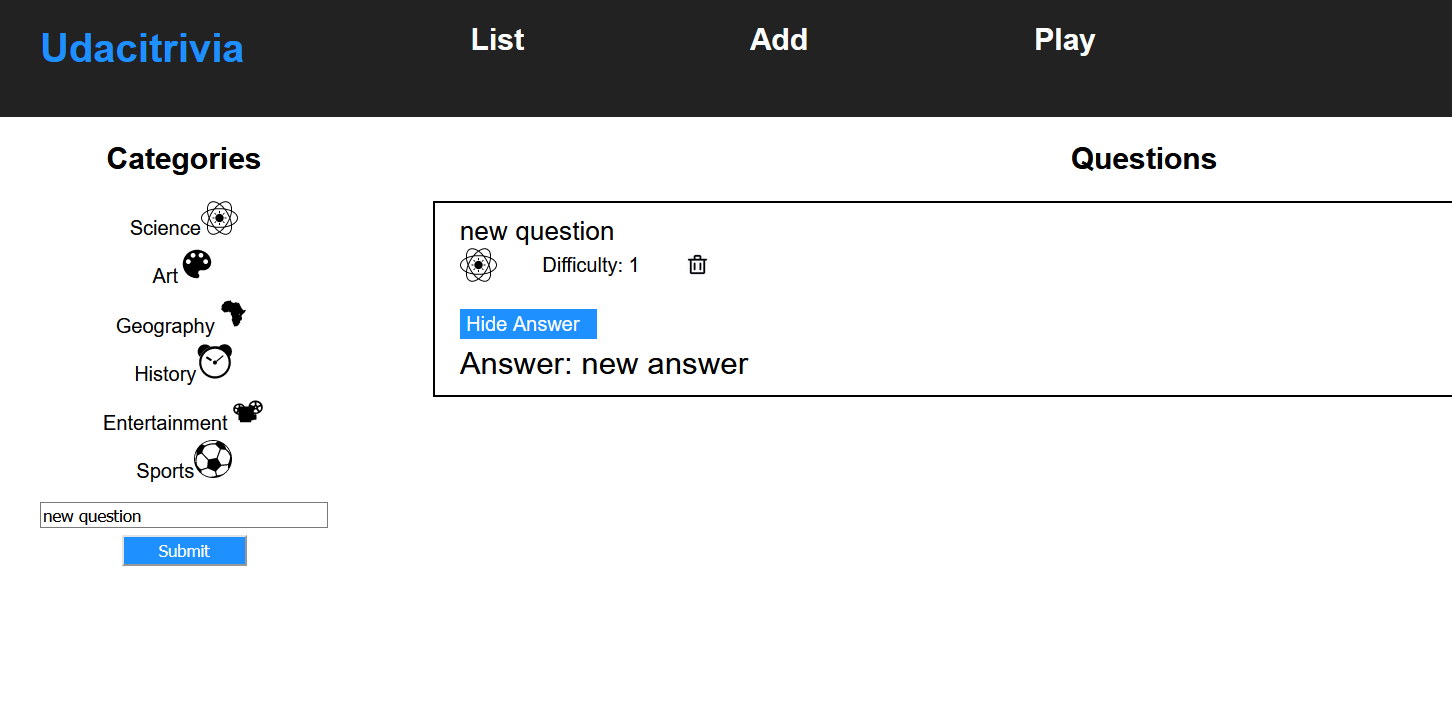 Udacitrivia
List
Add
Play
Categories
Science
Art
Geography
History
Entertainment
Sports
new question
Submit
Questions
new question
Difficulty: 1
Hide Answer
Answer: new answer